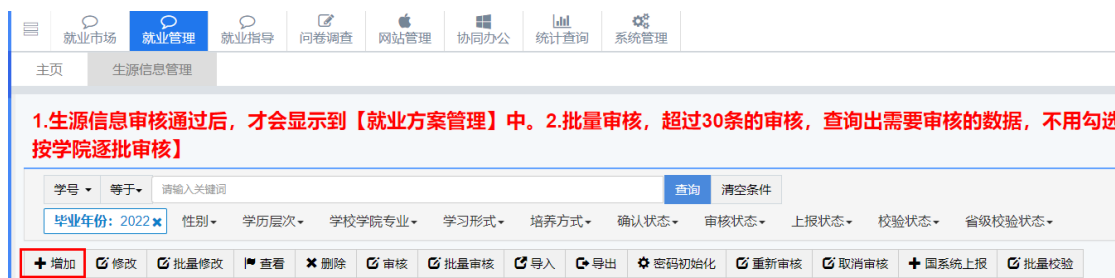 就业市场 就业管理 就业指导 问卷调查 网站管理 协同办公 统计查询 系统管理
主页 生源信息管理
1.生源信息审核通过后，才会显示到【就业方案管理】中。2.批量审核，超过30条的审核，查询出需要审核的数据，不用勾选
按学院逐批审核】
学号 等于 请输入关键词 查询 清空条件
毕业年份：2022 性别 学历层次 学校学院专业 学习形式 培养方式 确认状态 审核状态 上报状态 校验状态 省级校验状态
增加 修改 批量修改 查看 删除 审核 批量审核 导入 导出 密码初始化 重新审核 取消审核 国系统上报 批量校验